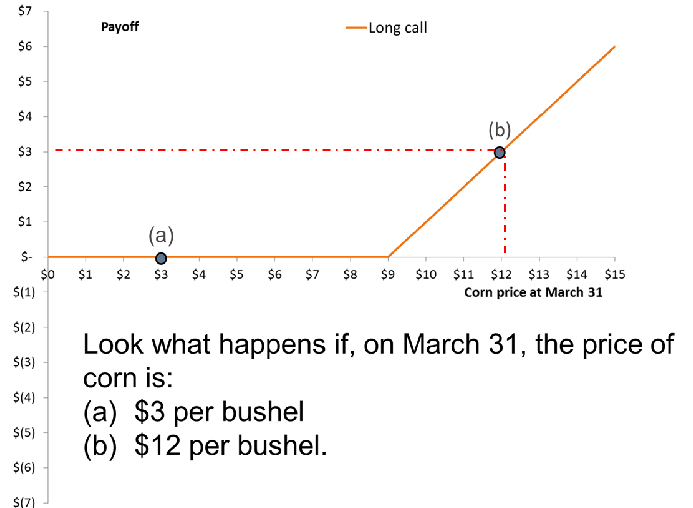 $7
Payoff
Long call
$6
$5
$4
(b)
$3
$2
$1
(a)
$-
$0 $1 $2 $3 $4 $5 $6 $7 $8 $9 $10 $11 $12 $13 $14 $15
$(1)
Corn price at March 31
$(2)
$(3)
$(4)
$(5)
$(6)
$(7)
Look what happens if, on March 31, the price of
corn is:
(a) $3 per bushel
(b) $12 per bushel.